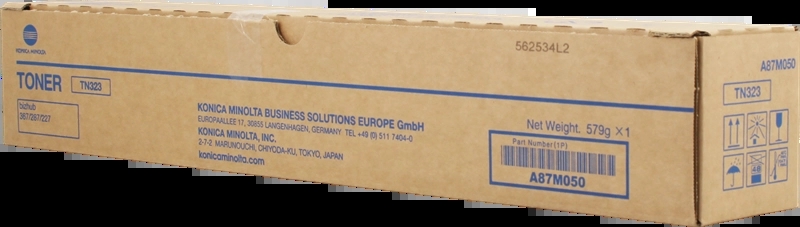 KONICA MINOLTA
TONER TN323
bizhub
367/287/227
562534L2
KONICA MINOLTA BUSINESS SOLUTIONS EUROPE GmbH
EUROPAALLEE 17, 30855 LANGENHAGEN, GERMANY TEL +49 (0) 511 7404-0
KONICA MINOLTA, INC.
2-7-2. MARUNOUCHI, CHIYODA-KU, TOKYO, JAPAN
konicaminolta.com
Net Weight. 579g ×1
Part Number(1P)
A87M050
A87M050
TN323